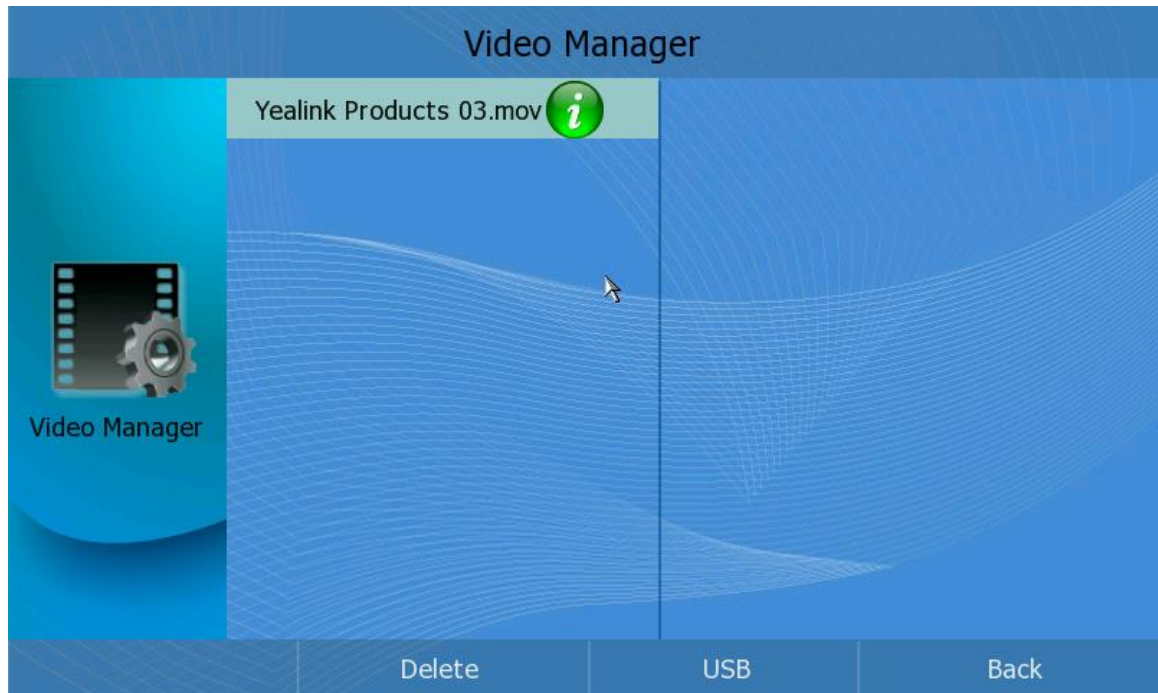 Video Manager
Yealink Products 03.mov
i
Video Manager
Delete USB Back